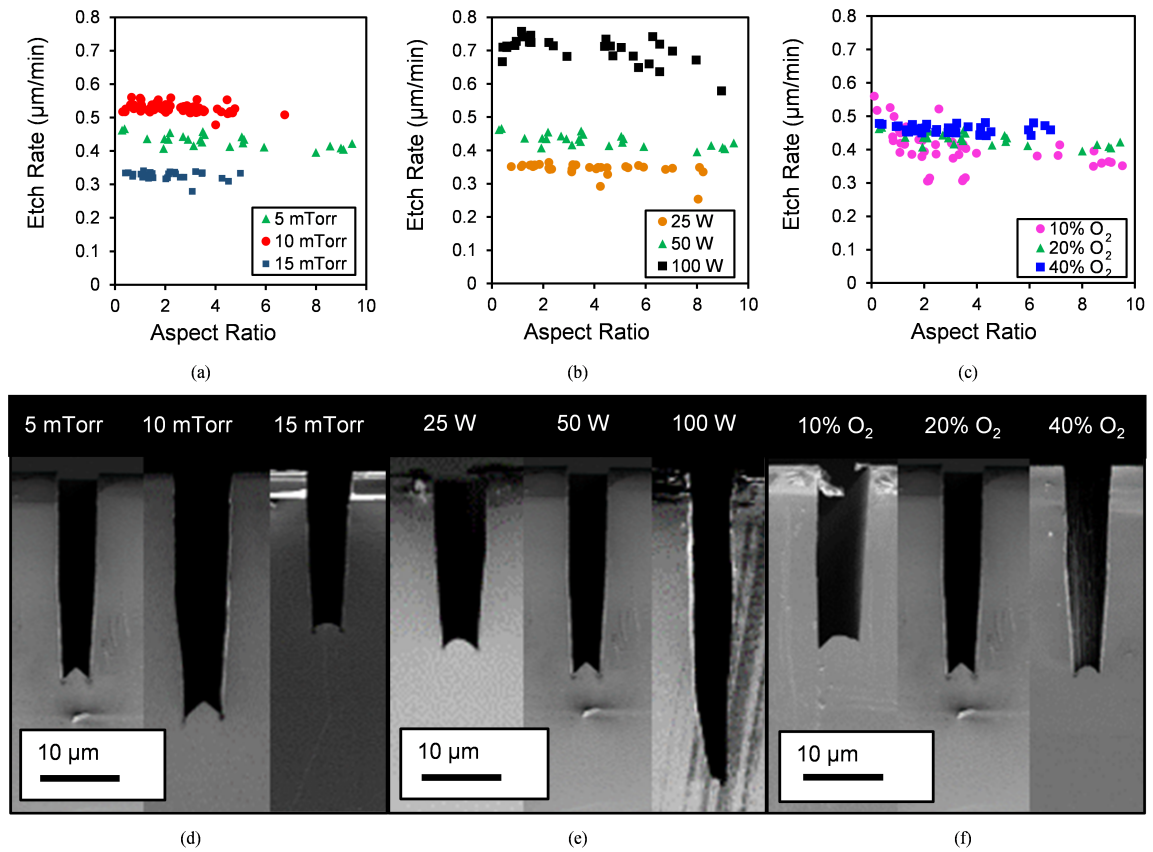 0.8
0.7
0.6
0.5
0.4
0.3
0.2
0.1
0
Etch Rate (µm/min)
5 mTorr
10 mTorr
15 mTorr
0 2 4 6 8 10
Aspect Ratio
(a)
0.8
0.7
0.6
0.5
0.4
0.3
0.2
0.1
0
Etch Rate (µm/min)
25 W
50 W
100 W
0 2 4 6 8 10
Aspect Ratio
(b)
0.8
0.7
0.6
0.5
0.4
0.3
0.2
0.1
0
Etch Rate (µm/min)
10% O₂
20% O₂
40% O₂
0 2 4 6 8 10
Aspect Ratio
(c)
5 mTorr 10 mTorr 15 mTorr 25 W 50 W 100 W 10% O₂ 20% O₂ 40% O₂
10 µm 10 µm 10 µm
(d) (e) (f)